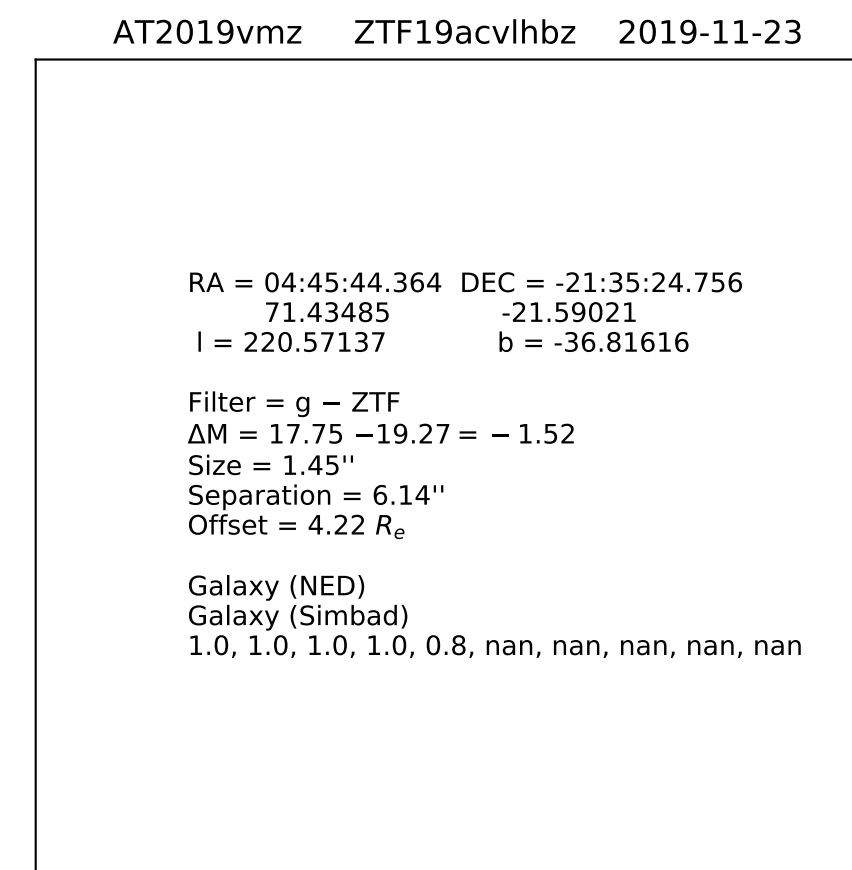 AT2019vmz ZTF19acvlhbz 2019-11-23
RA = 04:45:44.364 DEC = -21:35:24.756
71.43485 -21.59021
l = 220.57137 b = -36.81616
Filter = g − ZTF
ΔM = 17.75 −19.27 = − 1.52
Size = 1.45''
Separation = 6.14''
Offset = 4.22 Re
Galaxy (NED)
Galaxy (Simbad)
1.0, 1.0, 1.0, 1.0, 0.8, nan, nan, nan, nan, nan